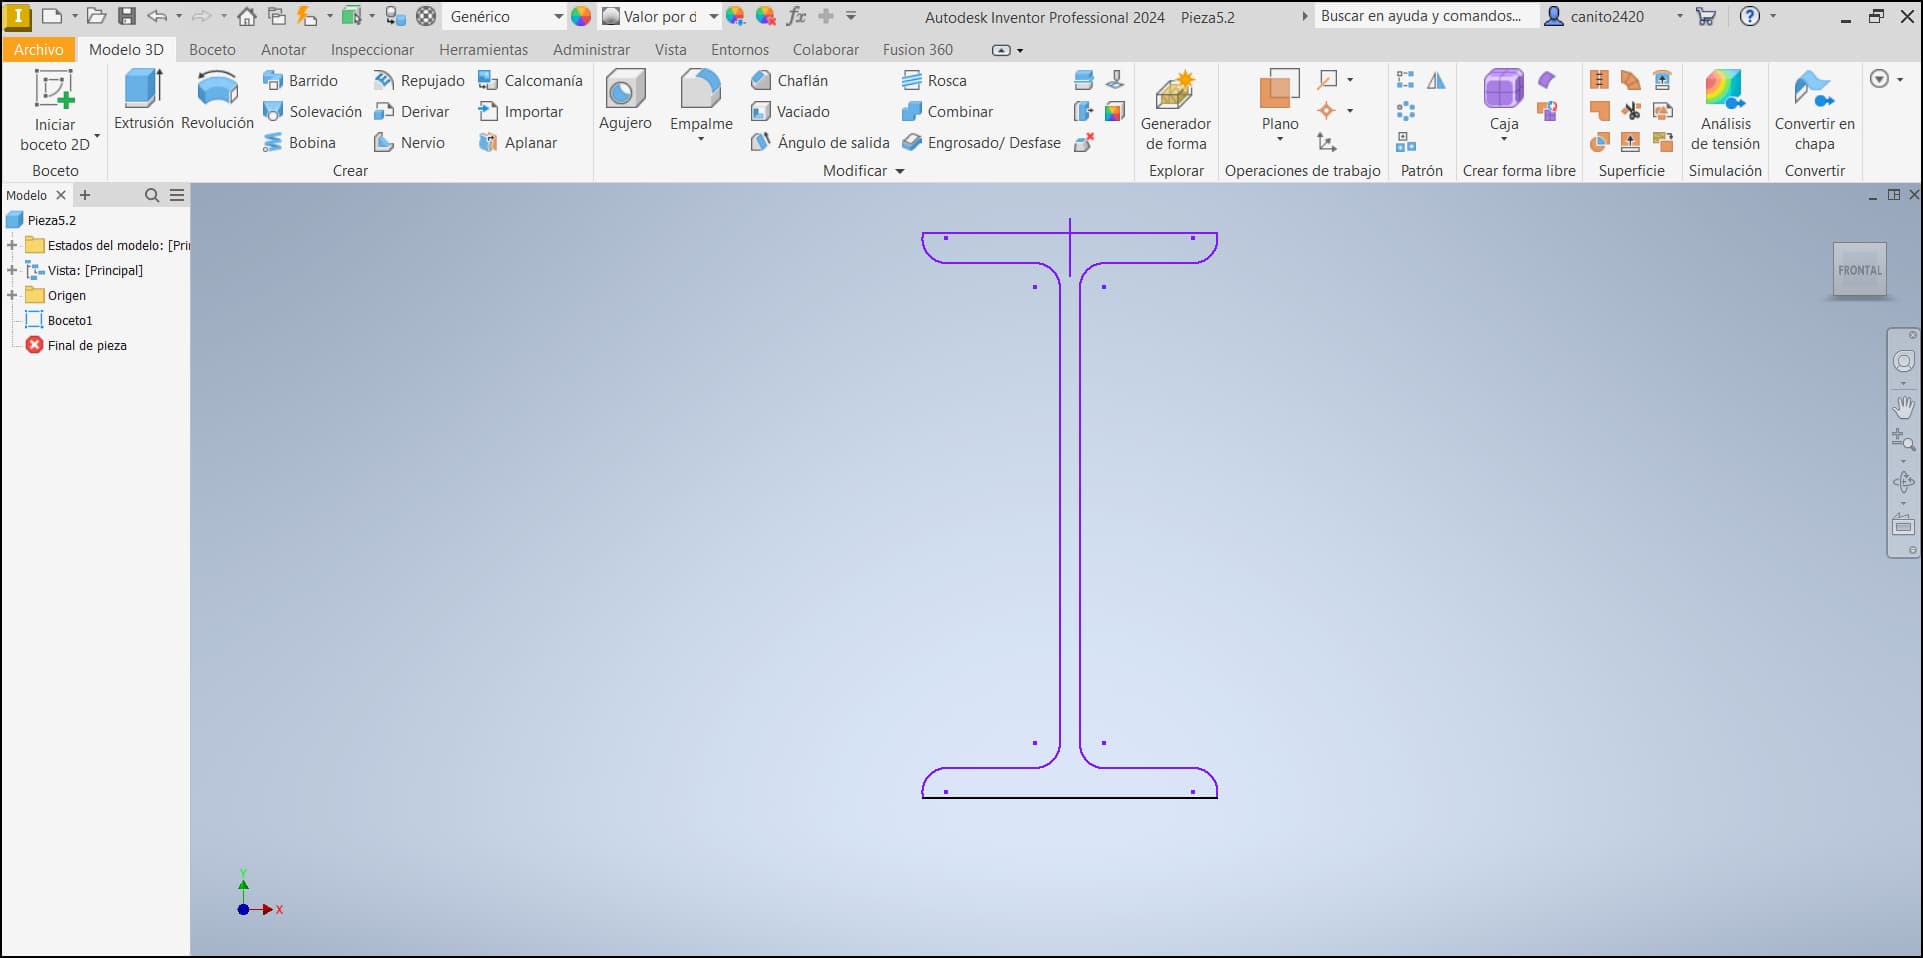 I Genérico Valor por d fx Autodesk Inventor Professional 2024 Pieza5.2 Buscar en ayuda y comandos... canito2420 ?
Archivo Modelo 3D Boceto Anotar Inspeccionar Herramientas Administrar Vista Entornos Colaborar Fusion 360
Iniciar
boceto 2D
Boceto
Extrusión Revolución
Barrido Repujado Calcomanía
Solevación Derivar Importar
Bobina Nervio Aplanar
Crear
Agujero Empalme
Chaflán Rosca
Vaciado Combinar
Ángulo de salida Engrosado/ Desfase
Modificar
Generador
de forma
Explorar
Plano
Operaciones de trabajo
Patrón
Caja
Crear forma libre
Superficie
Análisis
de tensión
Simulación
Convertir en
chapa
Convertir
Modelo
Pieza5.2
Estados del modelo: [Pri
Vista: [Principal]
Origen
Boceto1
Final de pieza
FRONTAL
Y
X